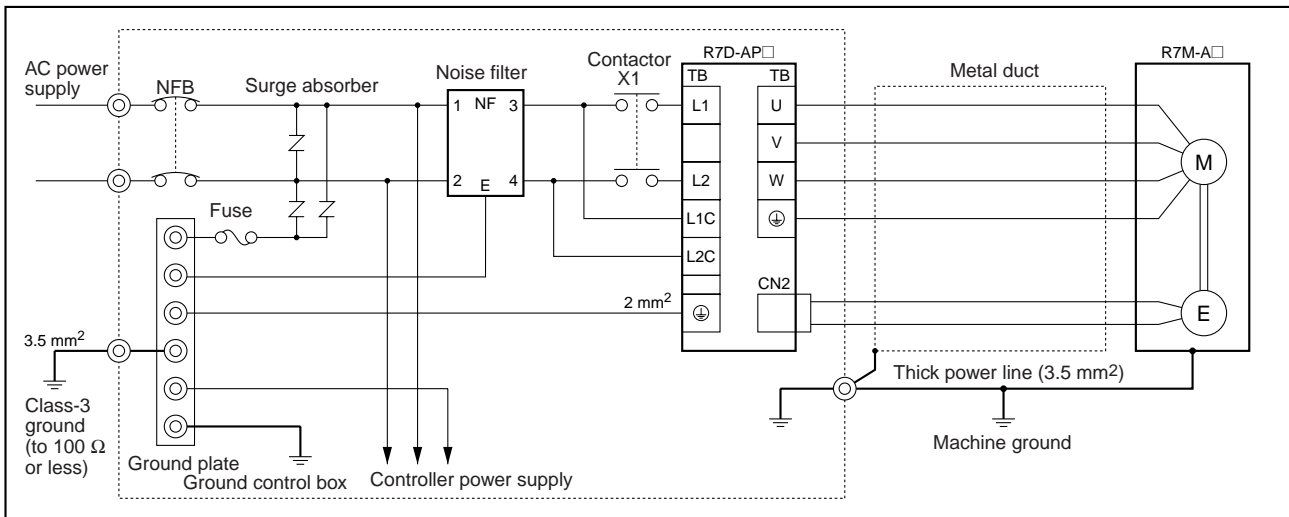 R7D-AP□
R7M-A□
AC power
supply
NFB
Surge absorber
Noise filter
Contactor
X1
Metal duct
TB
TB
1
NF
3
L1
U
V
M
2
E
4
L2
W
Fuse
L1C
L2C
CN2
2 mm²
E
3.5 mm²
Class-3
ground
(to 100 Ω
or less)
Thick power line (3.5 mm²)
Machine ground
Ground plate
Ground control box
Controller power supply